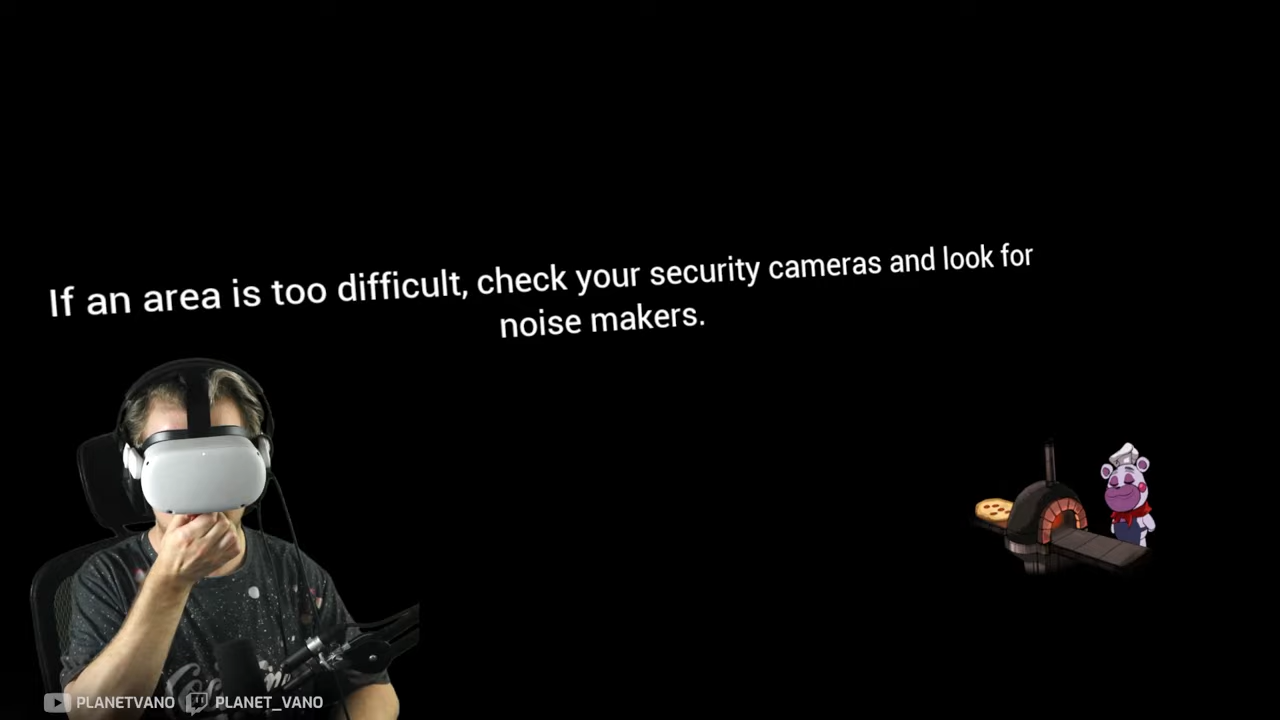 If an area is too difficult, check your security cameras and look for
noise makers.
PLANETVANO PLANET_VANO